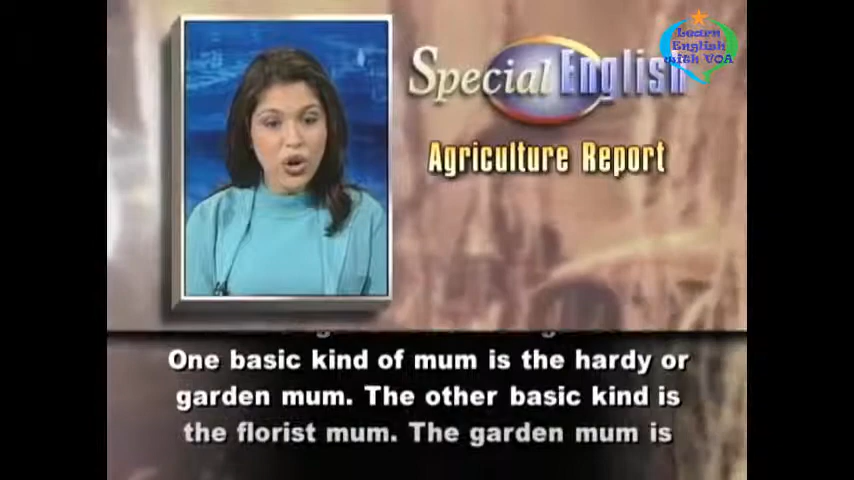 Learn
English
with VOA
Special English
Agriculture Report
One basic kind of mum is the hardy or
garden mum. The other basic kind is
the florist mum. The garden mum is